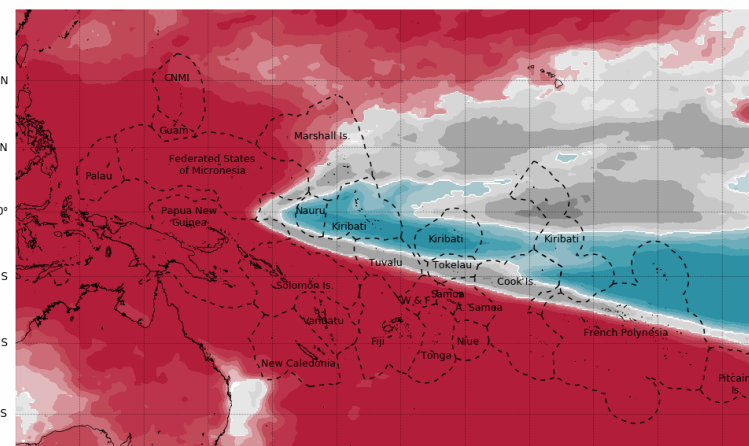 N
CNMI
Guam
Marshall Is.
N
Federated States
of Micronesia
Palau
0°
Papua New
Guinea
Nauru
Kiribati
Kiribati
Kiribati
Tuvalu
Tokelau
S
Solomon Is.
Cook Is.
W & F
Samoa
A. Samoa
Vanuatu
French Polynesia
S
Fiji
Niue
Tonga
New Caledonia
Pitcairn
Is.
S